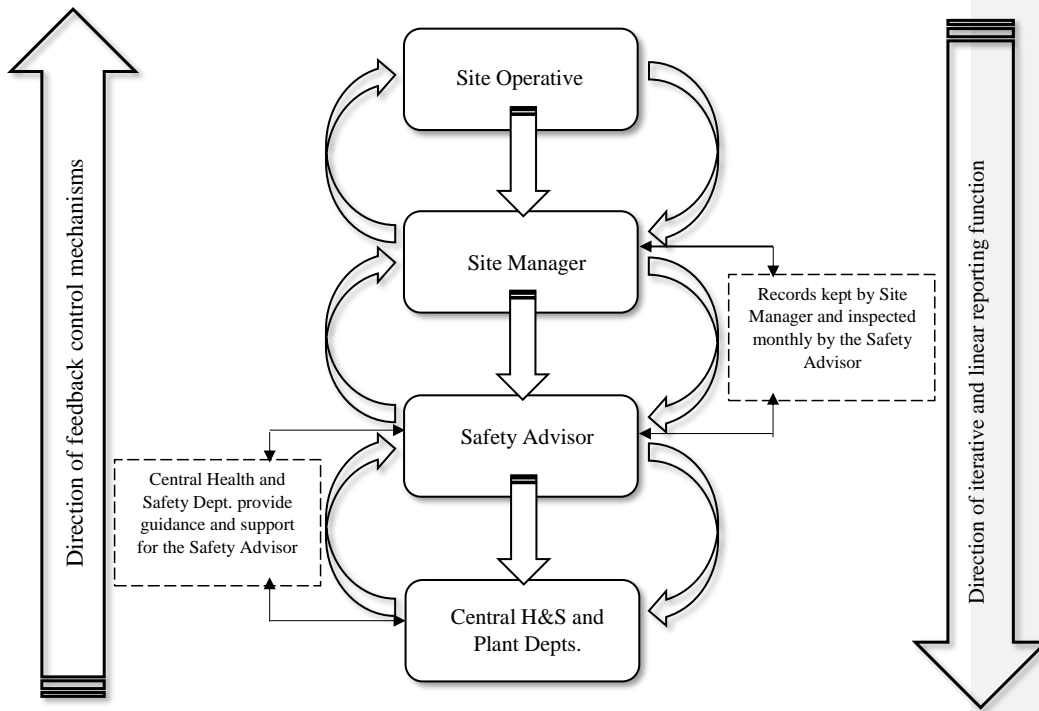 Site Operative
Direction of feedback control mechanisms
Direction of iterative and linear reporting function
Site Manager
Records kept by Site
Manager and inspected
monthly by the Safety
Advisor
Safety Advisor
Central Health and
Safety Dept. provide
guidance and support
for the Safety Advisor
Central H&S and
Plant Depts.